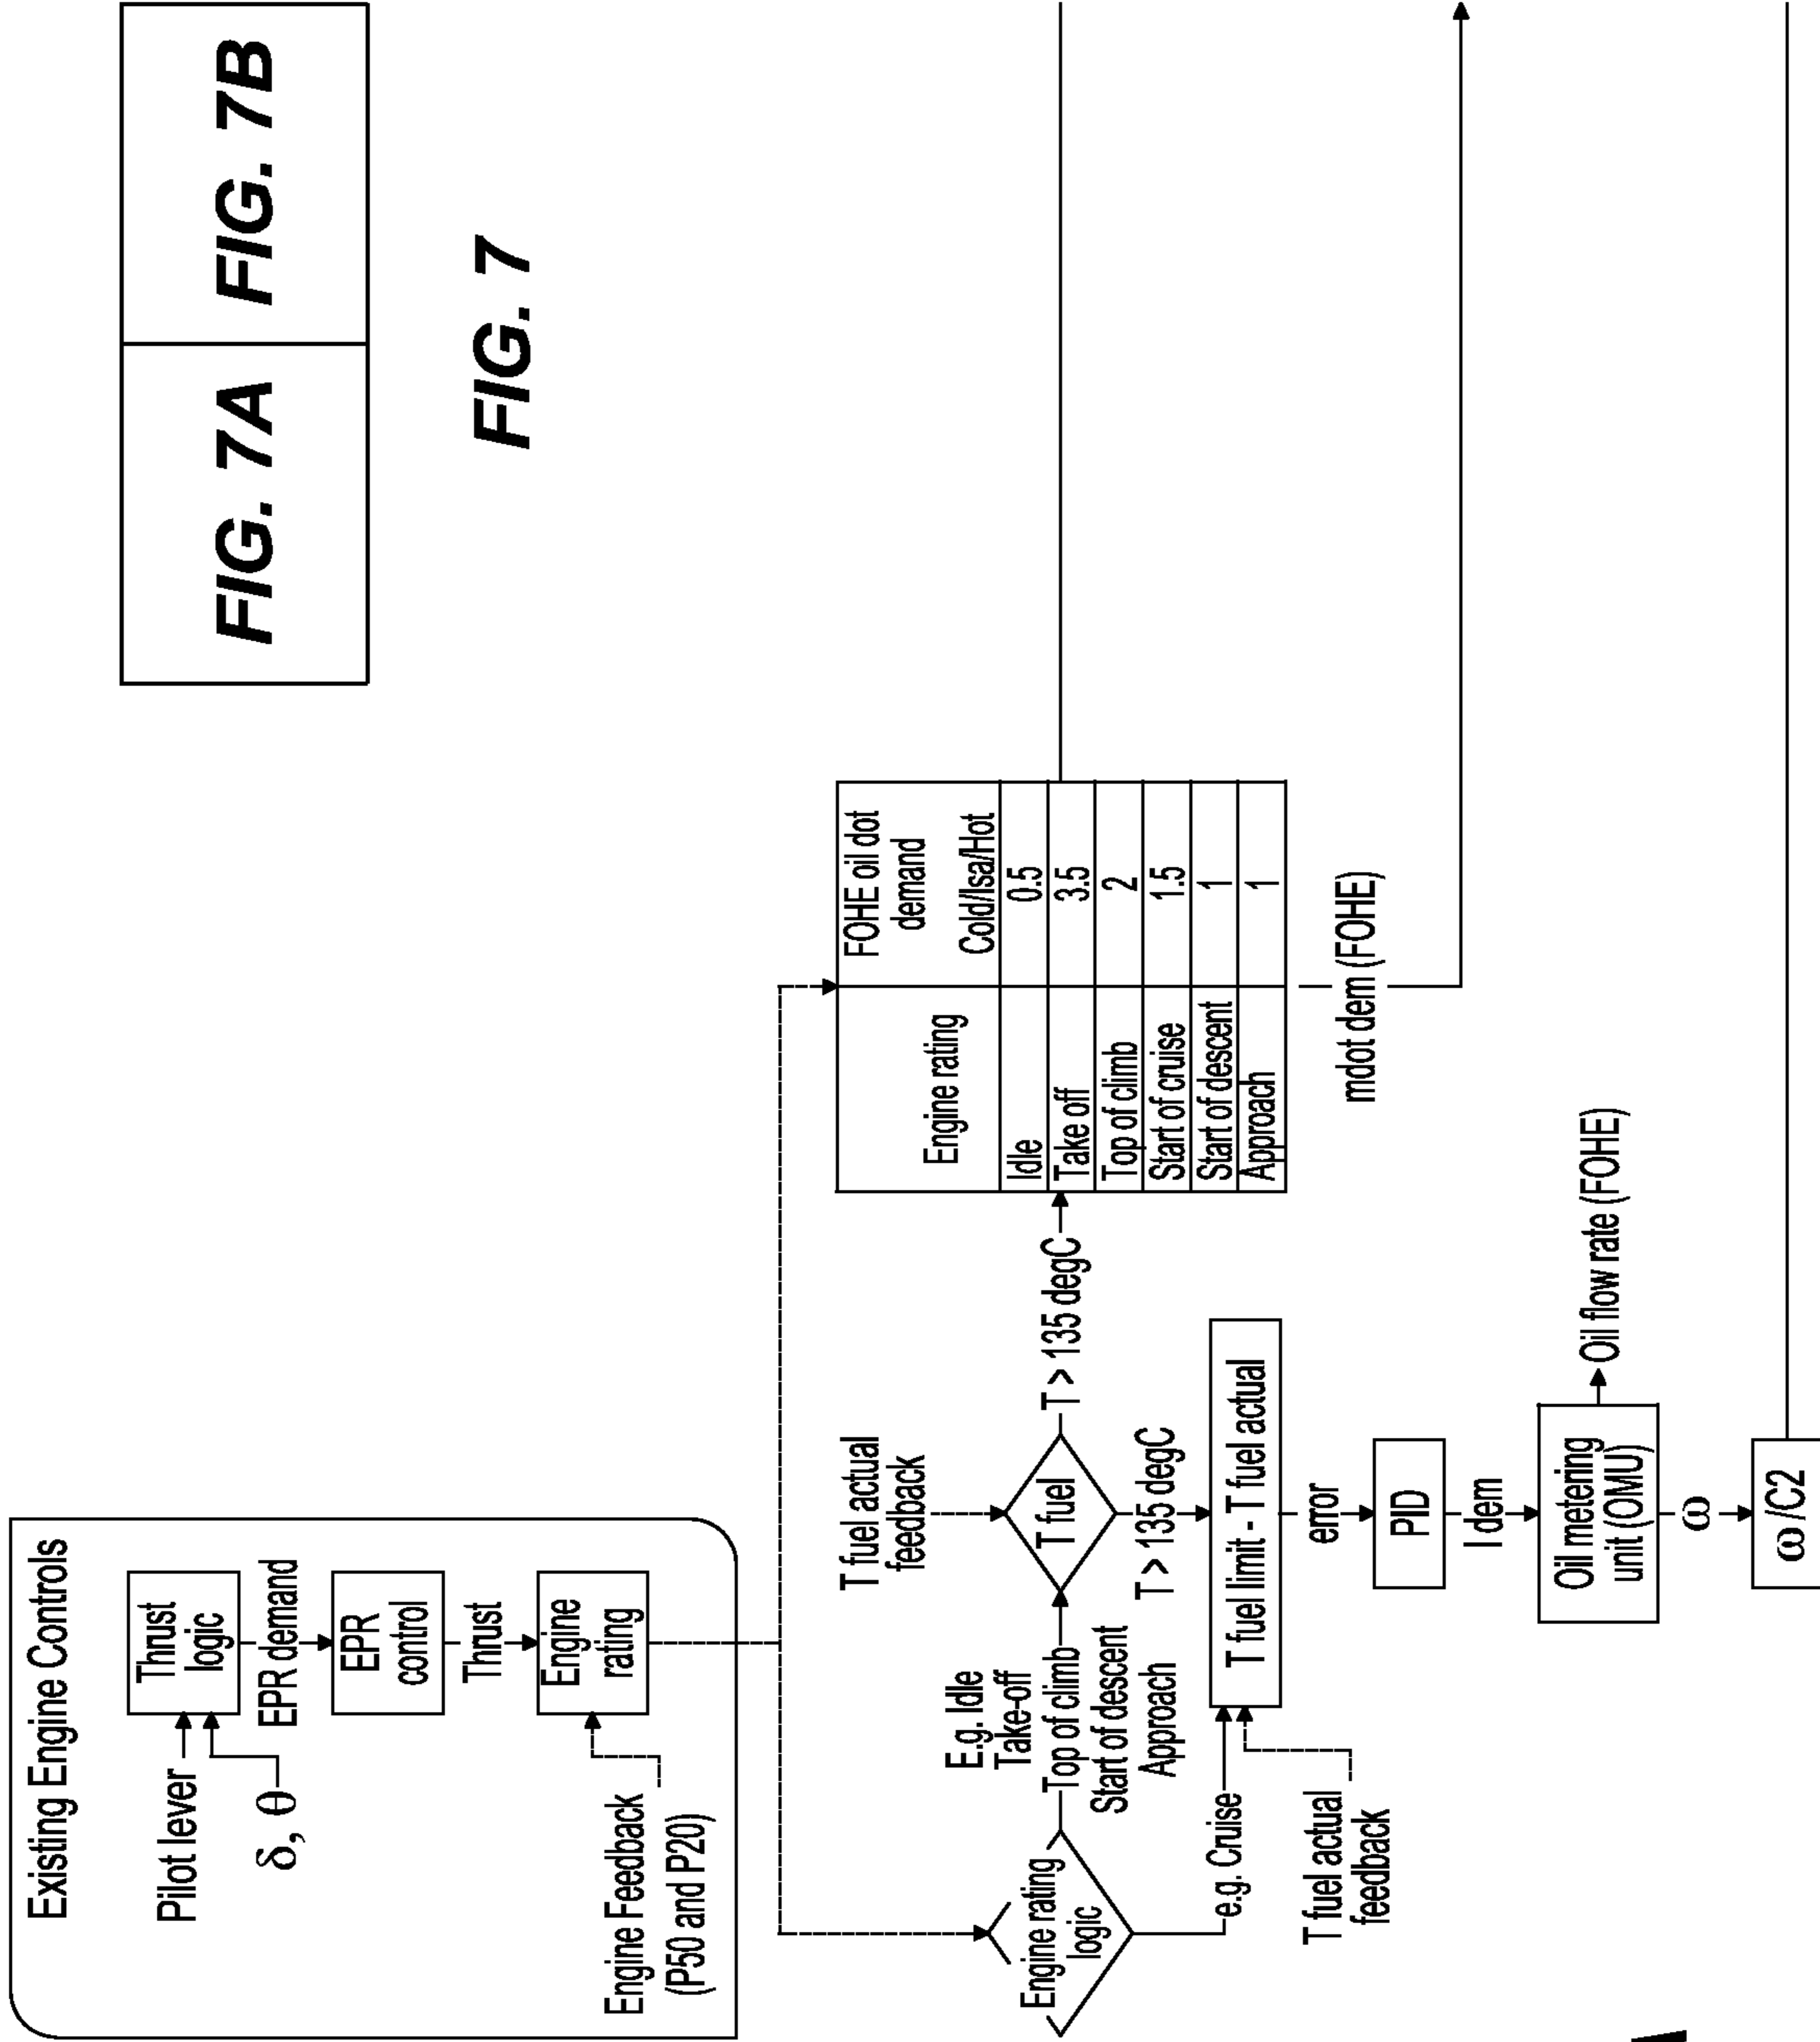 FIG. 7A FIG. 7B
FIG. 7
Existing Engine Controls
Pilot lever
δ, θ
Thrust
logic
EPR demand
EPR
control
Thrust
Engine
rating
Engine Feedback
(P50 and P20)
Engine rating
logic
E.g. Idle
Take-off
Top of climb
Start of descent
Approach
e.g. Cruise
T fuel actual
feedback
T fuel actual
feedback
T fuel
T > 135 degC
T > 135 degC
T fuel limit - T fuel actual
error
PID
I dem
Oil metering
unit (OMU)
Oil flow rate (FOHE)
ω
ω/C2
Engine rating
FOHE oil dot
demand
Cold/Isa/Hot
Idle 0.5
Take off 3.5
Top of climb 2
Start of cruise 1.5
Start of descent 1
Approach 1
mdot dem (FOHE)